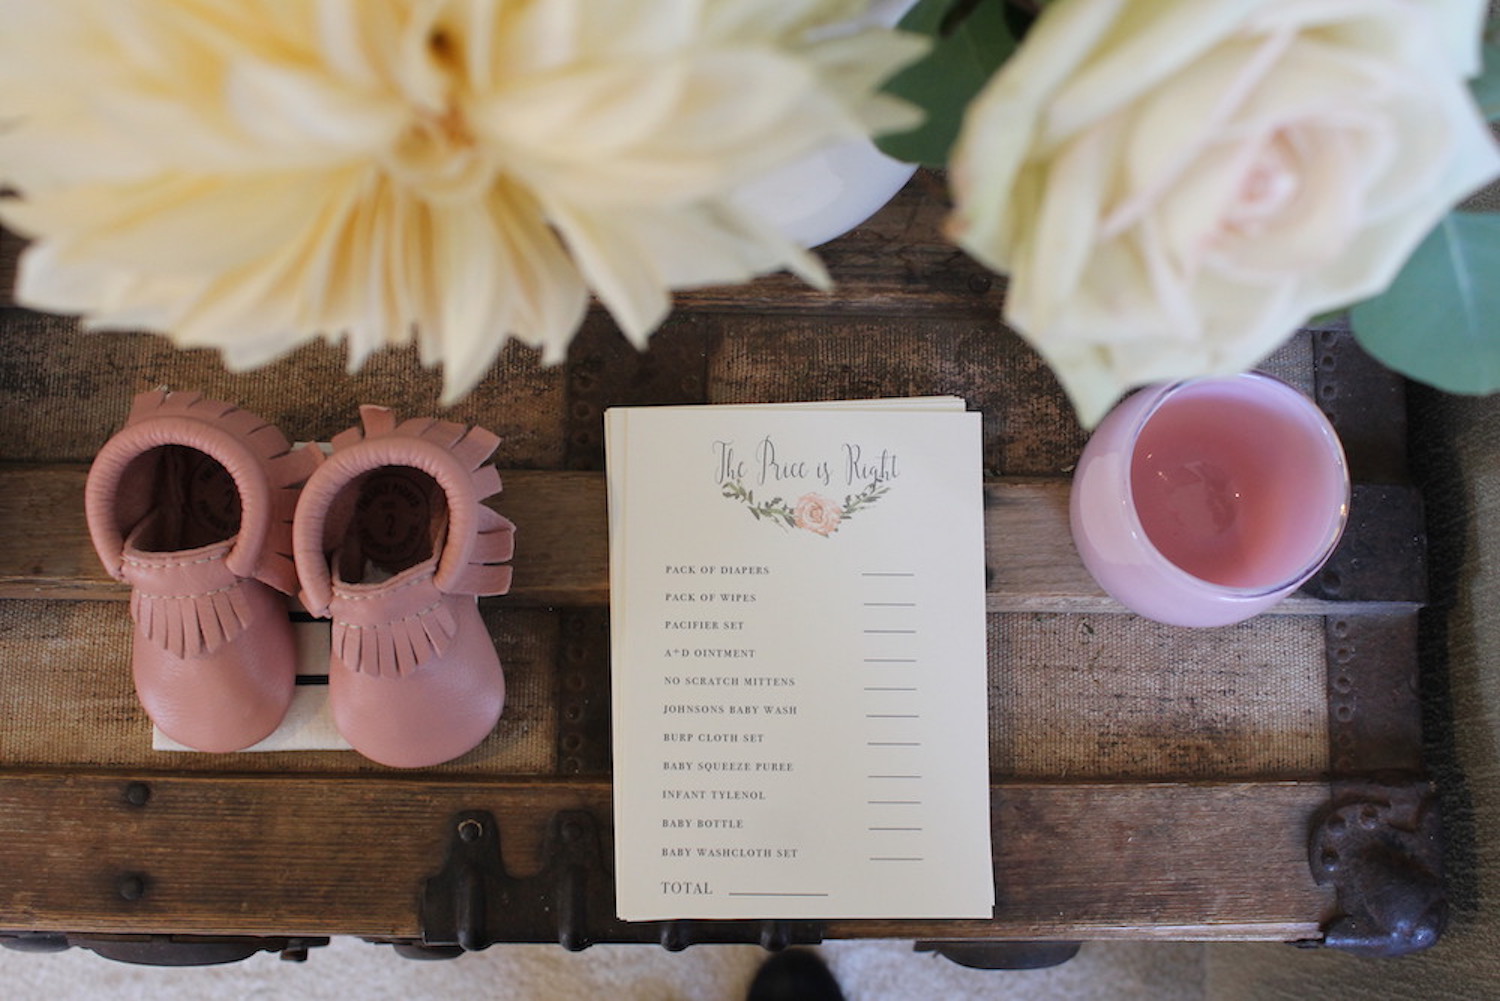 The Price is Right
PACK OF DIAPERS
PACK OF WIPES
PACIFIER SET
A+D OINTMENT
NO SCRATCH MITTENS
JOHNSONS BABY WASH
BURP CLOTH SET
BABY SQUEEZE PUREE
INFANT TYLENOL
BABY BOTTLE
BABY WASHCLOTH SET
TOTAL
2